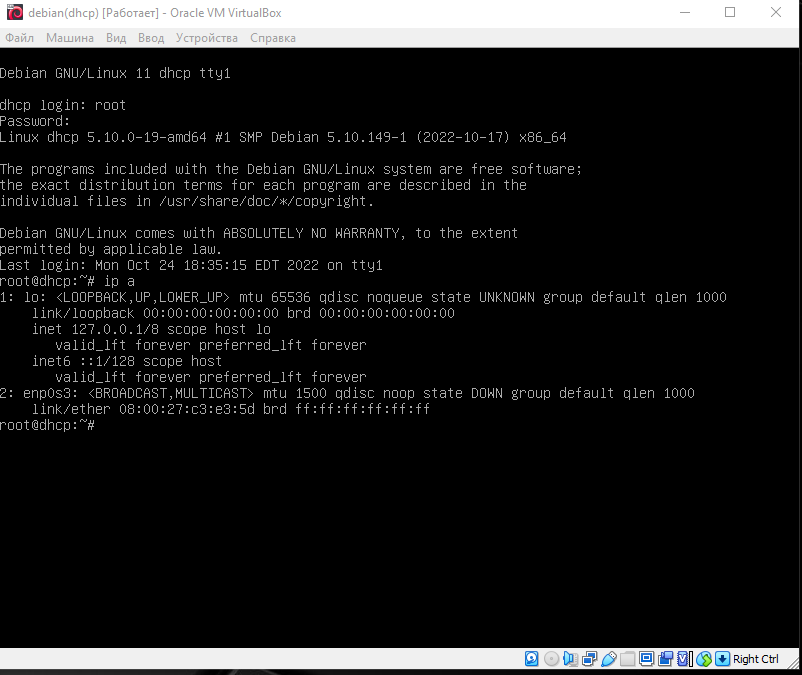 debian(dhcp) [Работает] - Oracle VM VirtualBox
Файл Машина Вид Ввод Устройства Справка
Debian GNU/Linux 11 dhcp tty1
dhcp login: root
Password:
Linux dhcp 5.10.0-19-amd64 #1 SMP Debian 5.10.149-1 (2022-10-17) x86_64
The programs included with the Debian GNU/Linux system are free software;
the exact distribution terms for each program are described in the
individual files in /usr/share/doc/*/copyright.
Debian GNU/Linux comes with ABSOLUTELY NO WARRANTY, to the extent
permitted by applicable law.
Last login: Mon Oct 24 18:35:15 EDT 2022 on tty1
root@dhcp:~# ip a
1: lo: <LOOPBACK,UP,LOWER_UP> mtu 65536 qdisc noqueue state UNKNOWN group default qlen 1000
    link/loopback 00:00:00:00:00:00 brd 00:00:00:00:00:00
    inet 127.0.0.1/8 scope host lo
       valid_lft forever preferred_lft forever
    inet6 ::1/128 scope host
       valid_lft forever preferred_lft forever
2: enp0s3: <BROADCAST,MULTICAST> mtu 1500 qdisc noop state DOWN group default qlen 1000
    link/ether 08:00:27:c3:e3:5d brd ff:ff:ff:ff:ff:ff
root@dhcp:~#
Right Ctrl